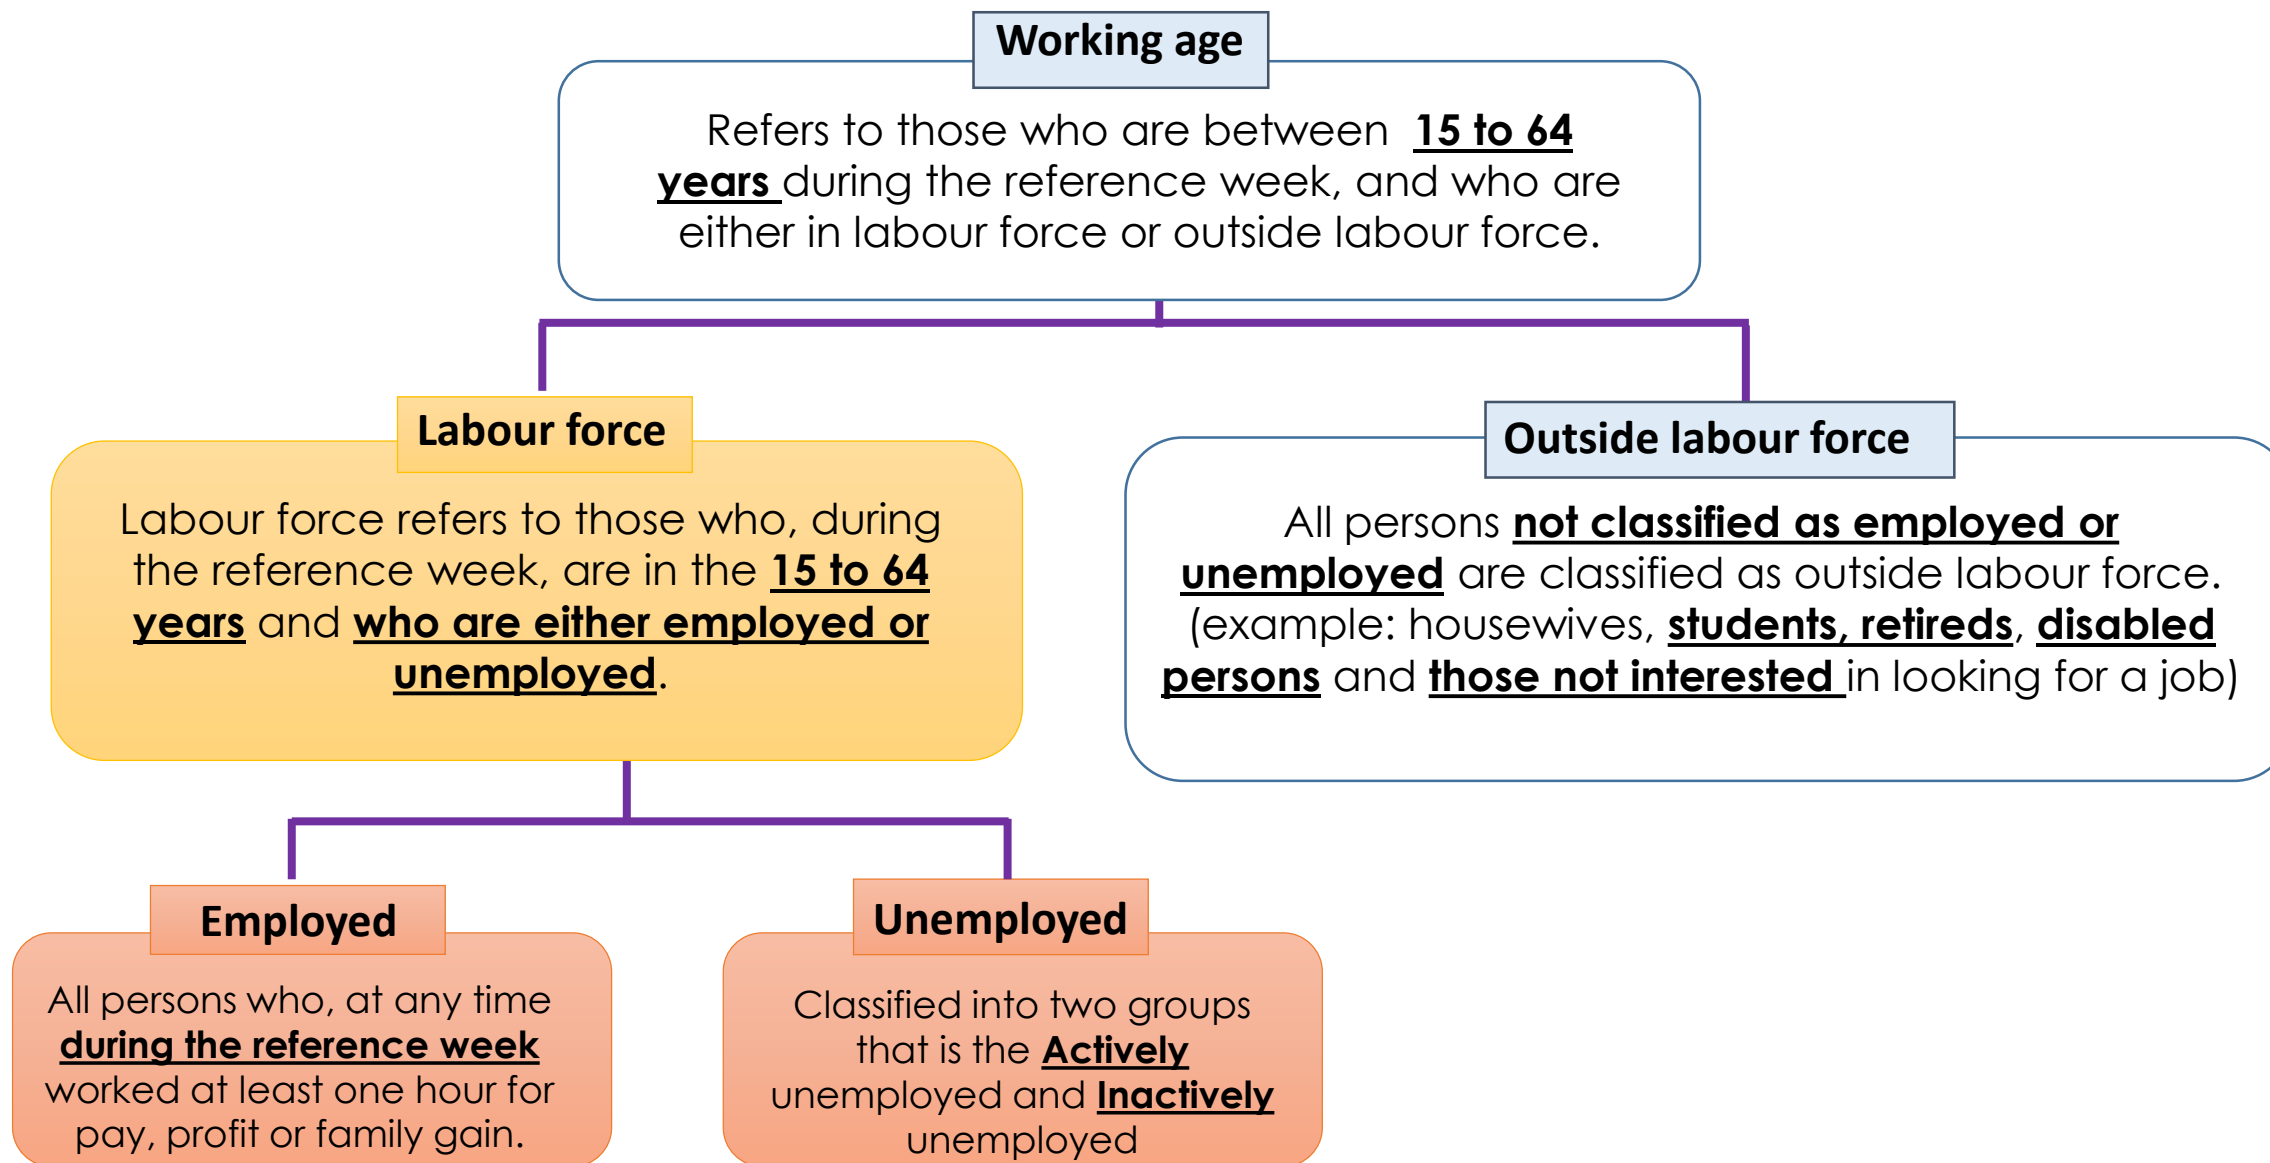 Working age
Refers to those who are between 15 to 64
years during the reference week, and who are
either in labour force or outside labour force.
Labour force
Labour force refers to those who, during
the reference week, are in the 15 to 64
years and who are either employed or
unemployed.
Outside labour force
All persons not classified as employed or
unemployed are classified as outside labour force.
(example: housewives, students, retireds, disabled
persons and those not interested in looking for a job)
Employed
All persons who, at any time
during the reference week
worked at least one hour for
pay, profit or family gain.
Unemployed
Classified into two groups
that is the Actively
unemployed and Inactively
unemployed